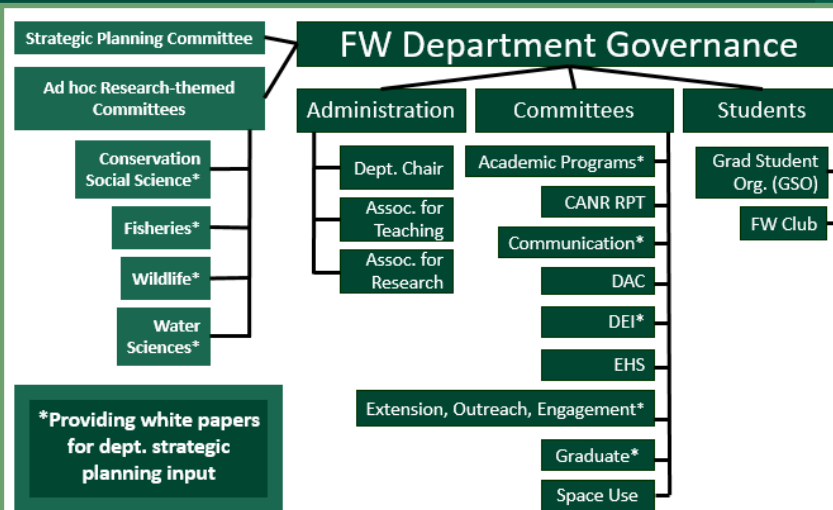 Strategic Planning Committee
FW Department Governance
Ad hoc Research-themed
Committees
Conservation
Social Science*
Fisheries*
Wildlife*
Water
Sciences*
Administration
Dept. Chair
Assoc. for
Teaching
Assoc. for
Research
Committees
Academic Programs*
CANR RPT
Communication*
DAC
DEI*
EHS
Extension, Outreach, Engagement*
Graduate*
Space Use
Students
Grad Student
Org. (GSO)
FW Club
*Providing white papers
for dept. strategic
planning input